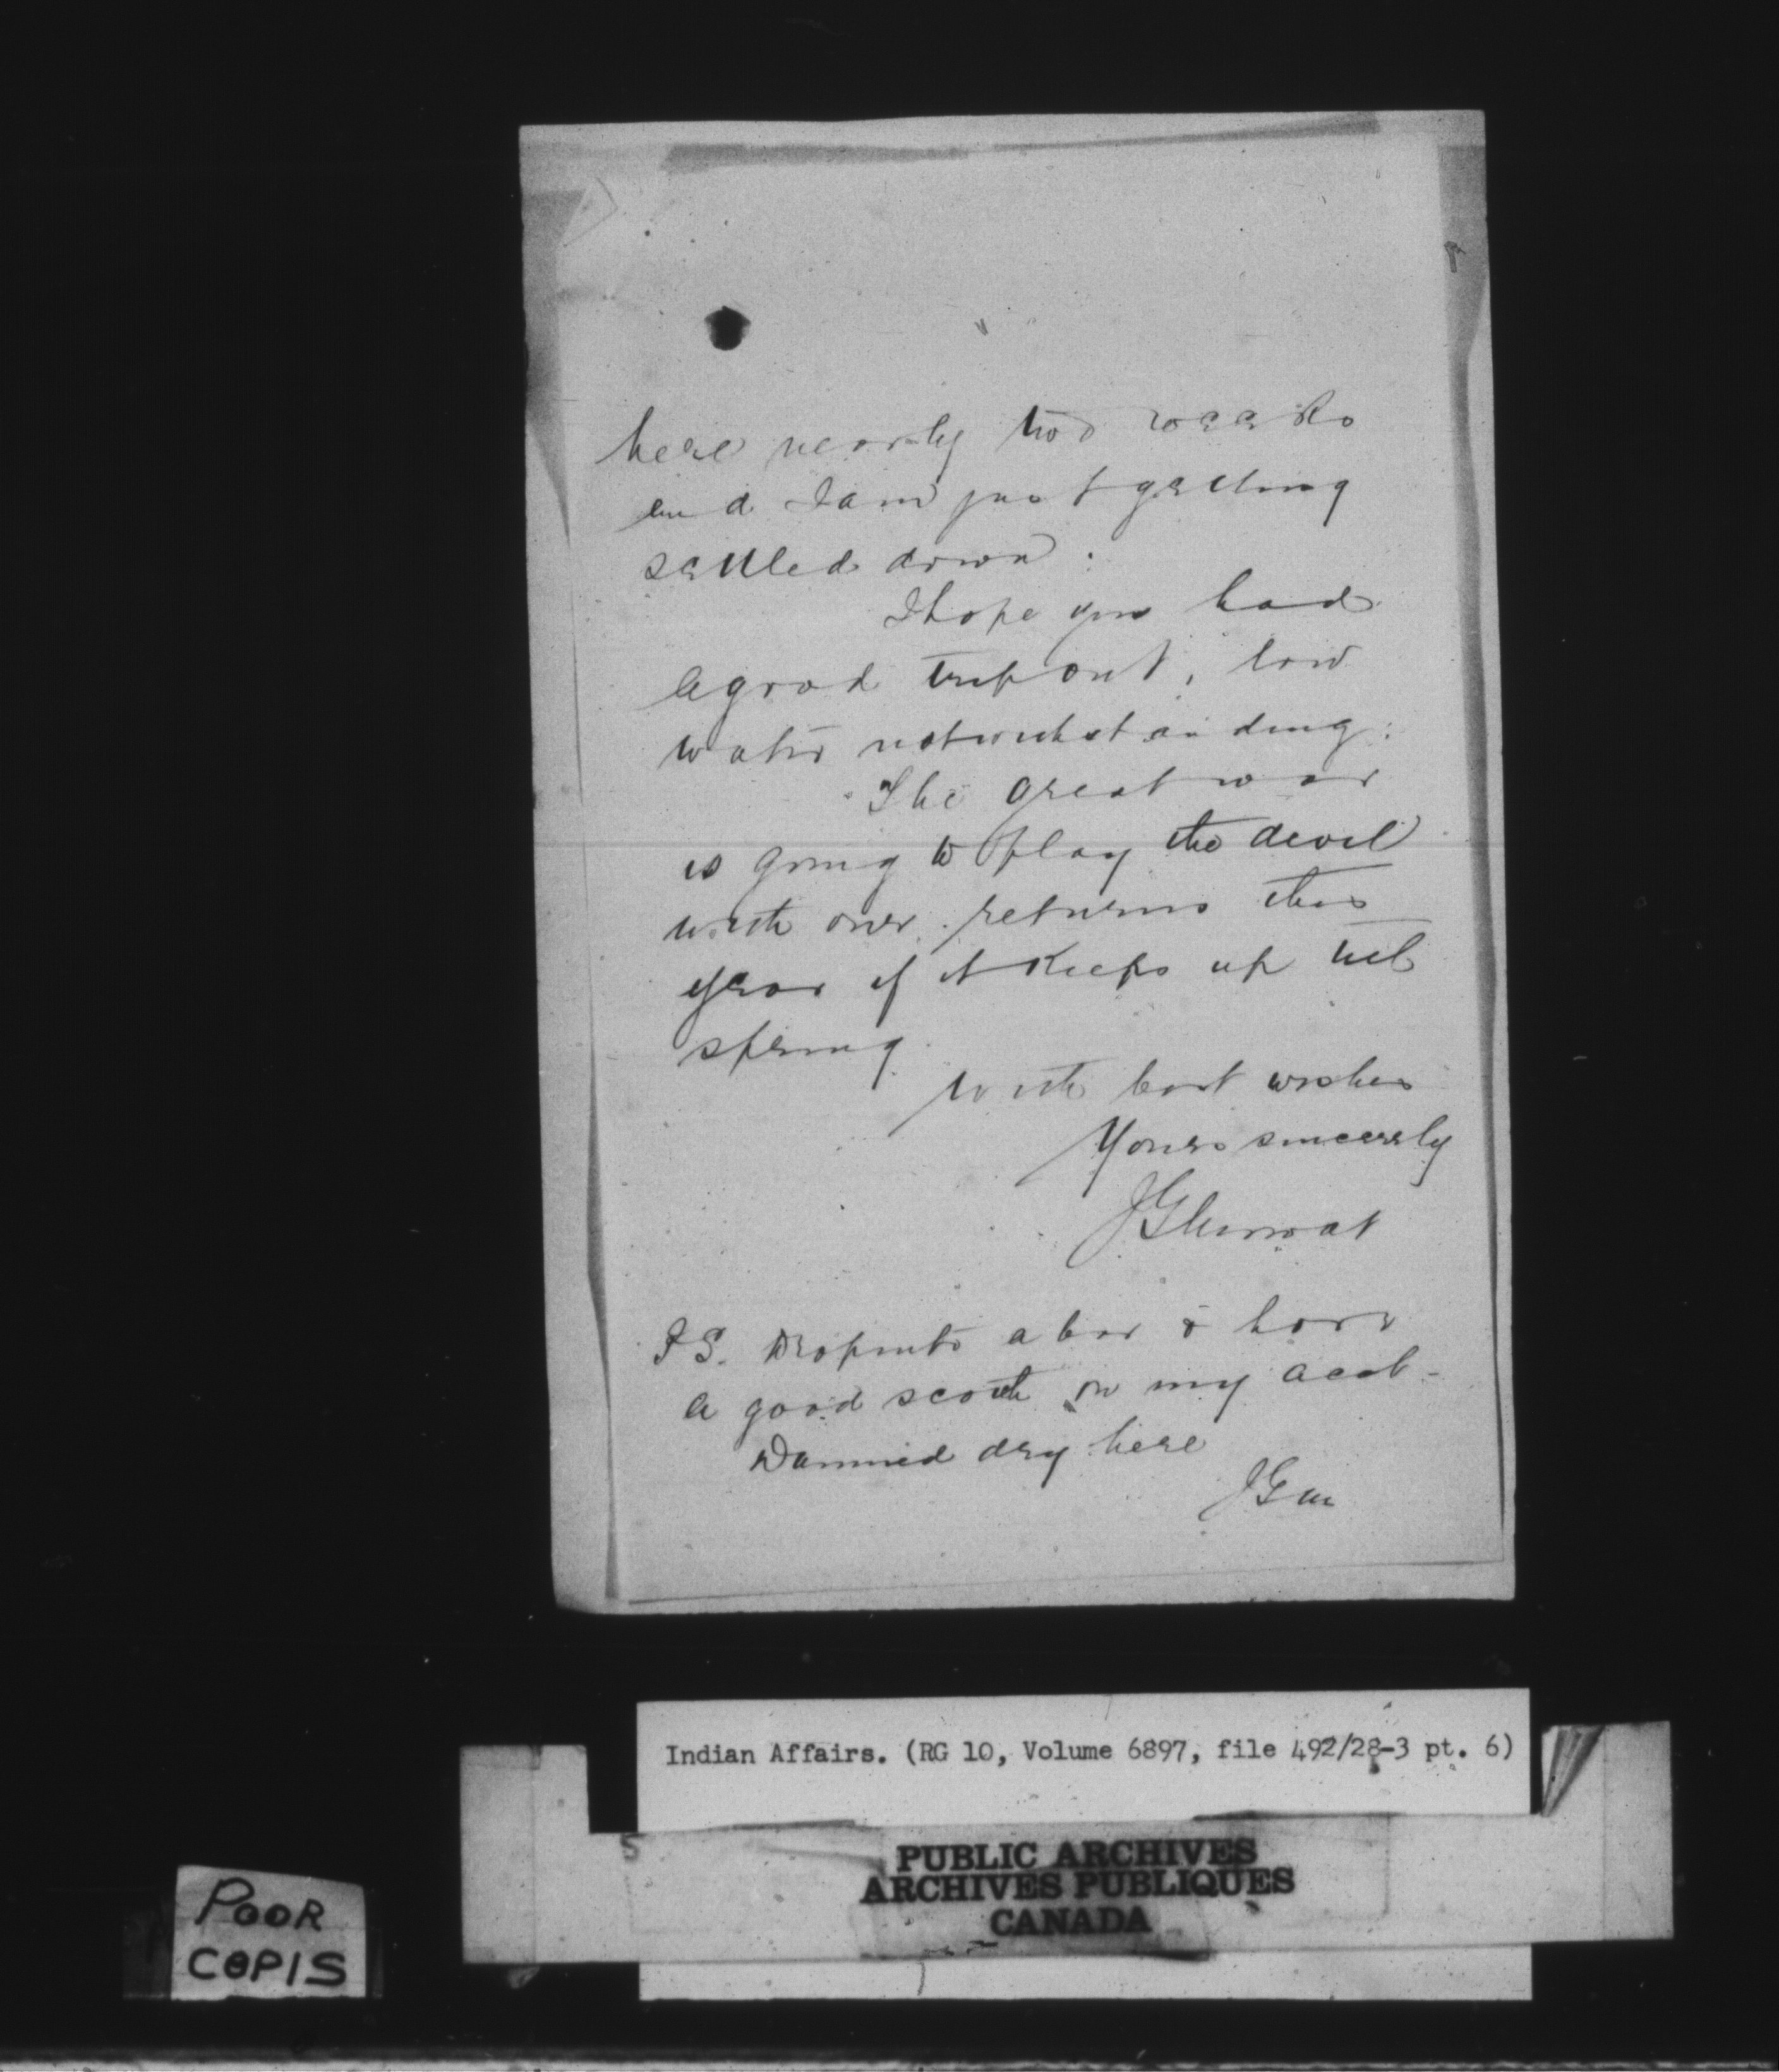 here nearly two weeks
and I am just getting
settled down.
I hope you had
a good trip out, low
water notwithstanding.
The great war
is going to play the devil
with our returns this
year if it keeps up till
spring.
With best wishes
Yours sincerely
JG Mowat
P.S. Drop into a bar & have
a good scotch on my acct-
Damned dry here
JGM
Indian Affairs. (RG 10, Volume 6897, file 492/28-3 pt. 6)
PUBLIC ARCHIVES
ARCHIVES PUBLIQUES
CANADA
POOR
COPIS